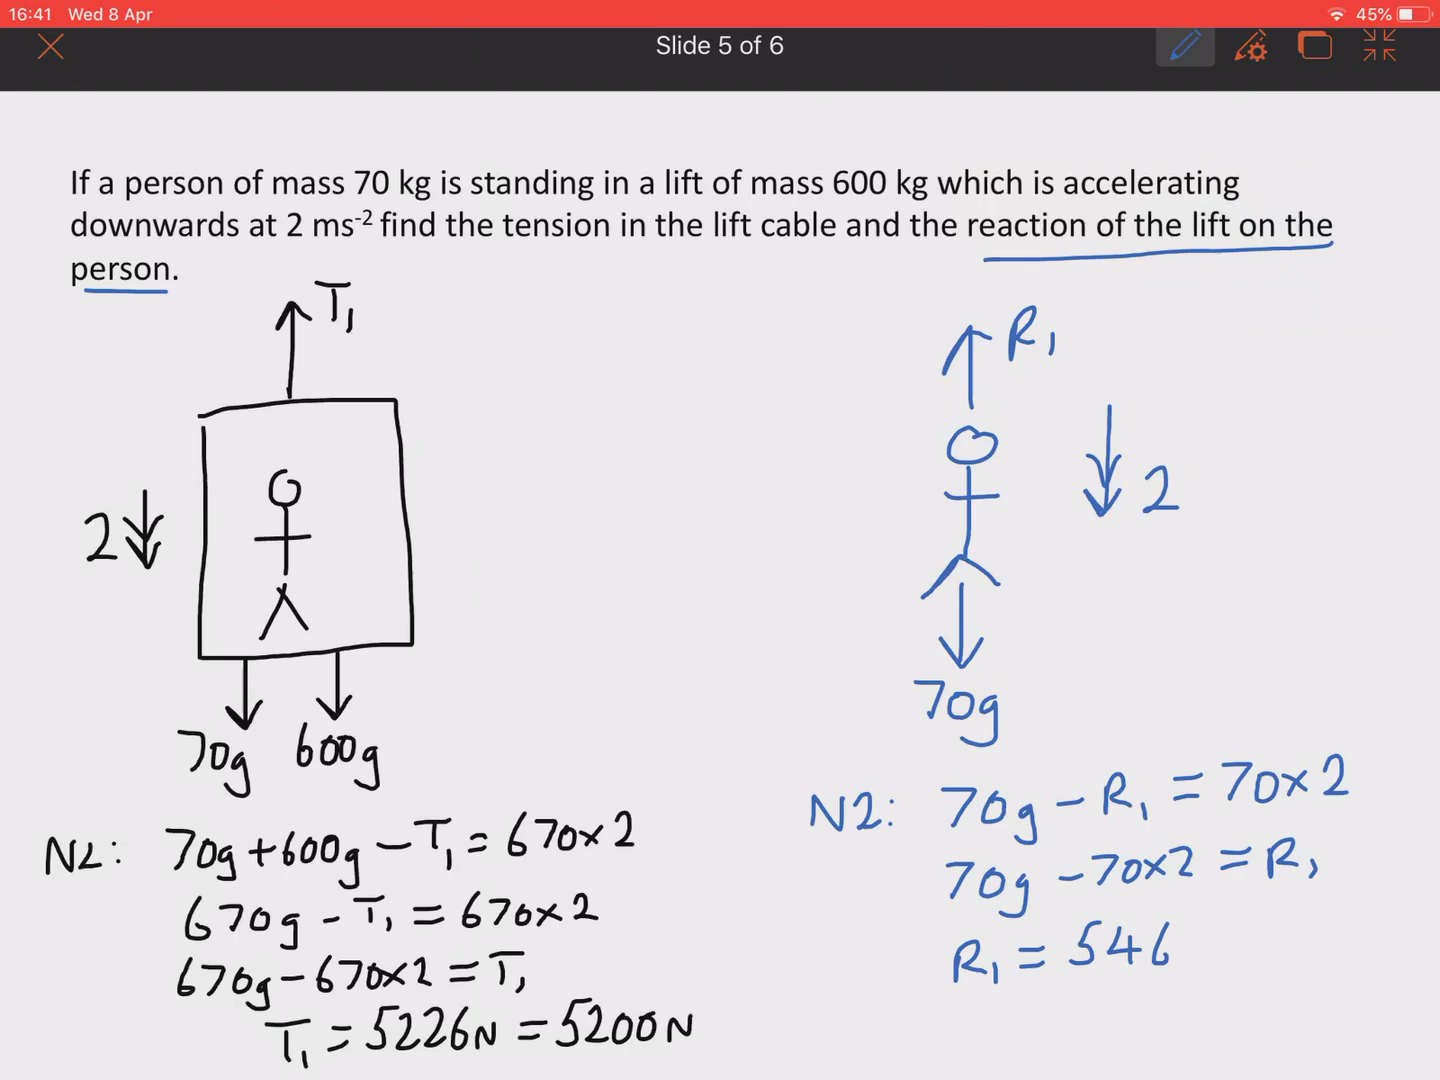 16:41 Wed 8 Apr 45%
Slide 5 of 6
If a person of mass 70 kg is standing in a lift of mass 600 kg which is accelerating
downwards at 2 ms⁻² find the tension in the lift cable and the reaction of the lift on the
person.
T₁
2
70g 600g
N2: 70g + 600g - T₁ = 670 × 2
670g - T₁ = 670 × 2
670g - 670 × 2 = T₁
T₁ = 5226N = 5200N
R₁
2
70g
N2: 70g - R₁ = 70 × 2
70g - 70 × 2 = R₁
R₁ = 546